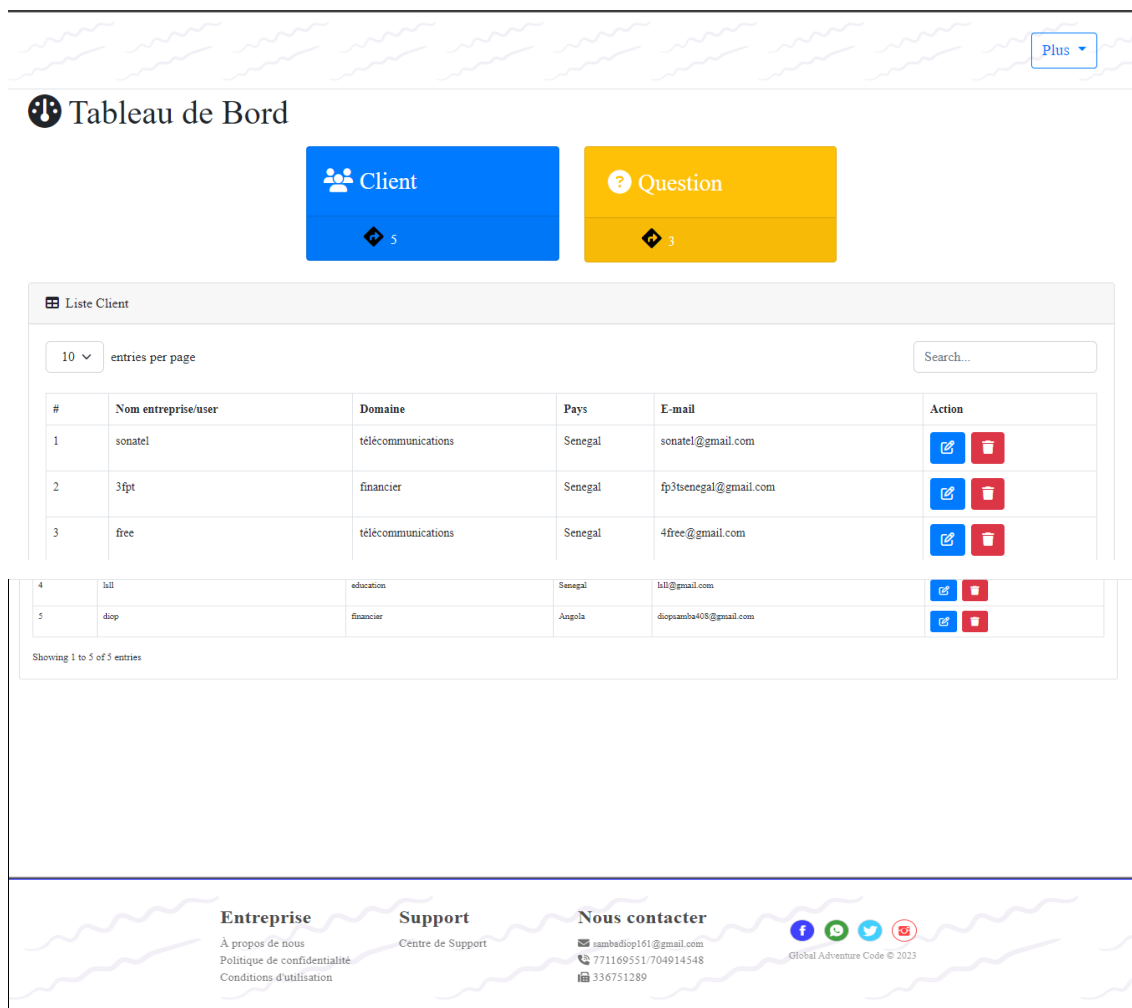 Plus
Tableau de Bord
Client
Question
5
3
Liste Client
10 entries per page Search...
# Nom entreprise/user Domaine Pays E-mail Action
1 sonatel télécommunications Senegal sonatel@gmail.com
2 3fpt financier Senegal fp3tsenegal@gmail.com
3 free télécommunications Senegal 4free@gmail.com
4 lsll education Senegal lsll@gmail.com
5 diop financier Angola diopsamba408@gmail.com
Showing 1 to 5 of 5 entries
Entreprise Support Nous contacter
À propos de nous Centre de Support sambadiop161@gmail.com
Politique de confidentialité 771169551/704914548 Global Adventure Code © 2023
Conditions d'utilisation 336751289